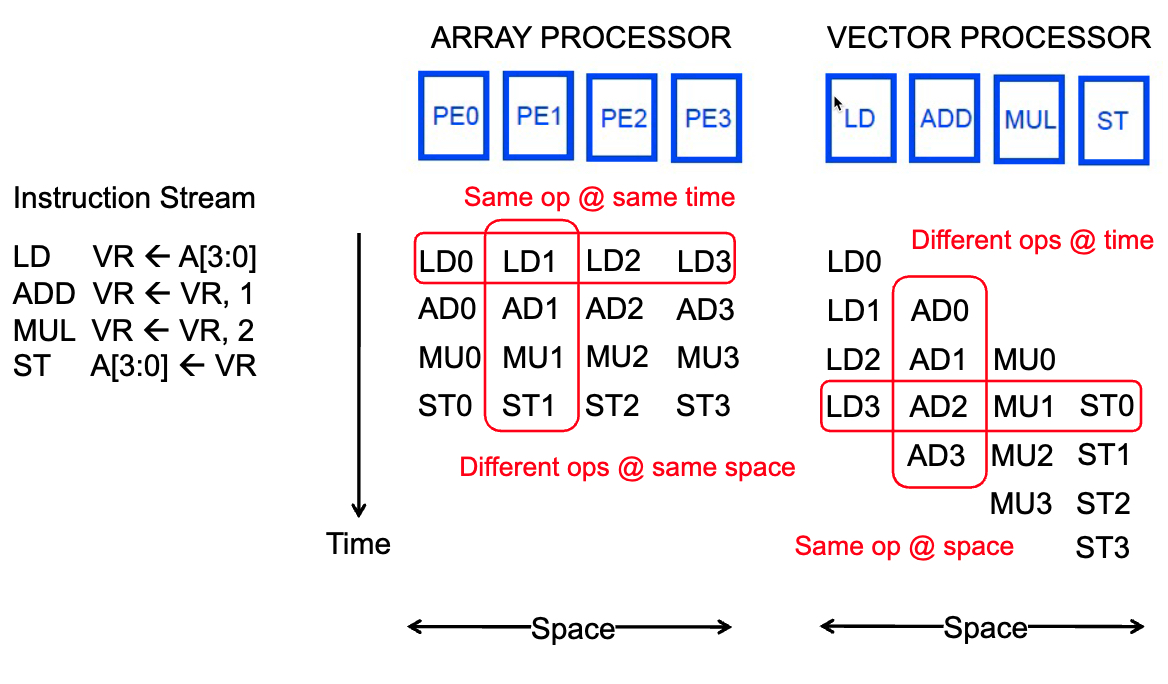 ARRAY PROCESSOR
VECTOR PROCESSOR
PE0 PE1 PE2 PE3
LD ADD MUL ST
Instruction Stream
LD VR ← A[3:0]
ADD VR ← VR, 1
MUL VR ← VR, 2
ST A[3:0] ← VR
Time
Same op @ same time
LD0 LD1 LD2 LD3
AD0 AD1 AD2 AD3
MU0 MU1 MU2 MU3
ST0 ST1 ST2 ST3
Different ops @ same space
Space
Different ops @ time
LD0
LD1 AD0
LD2 AD1 MU0
LD3 AD2 MU1 ST0
AD3 MU2 ST1
MU3 ST2
ST3
Same op @ space
Space